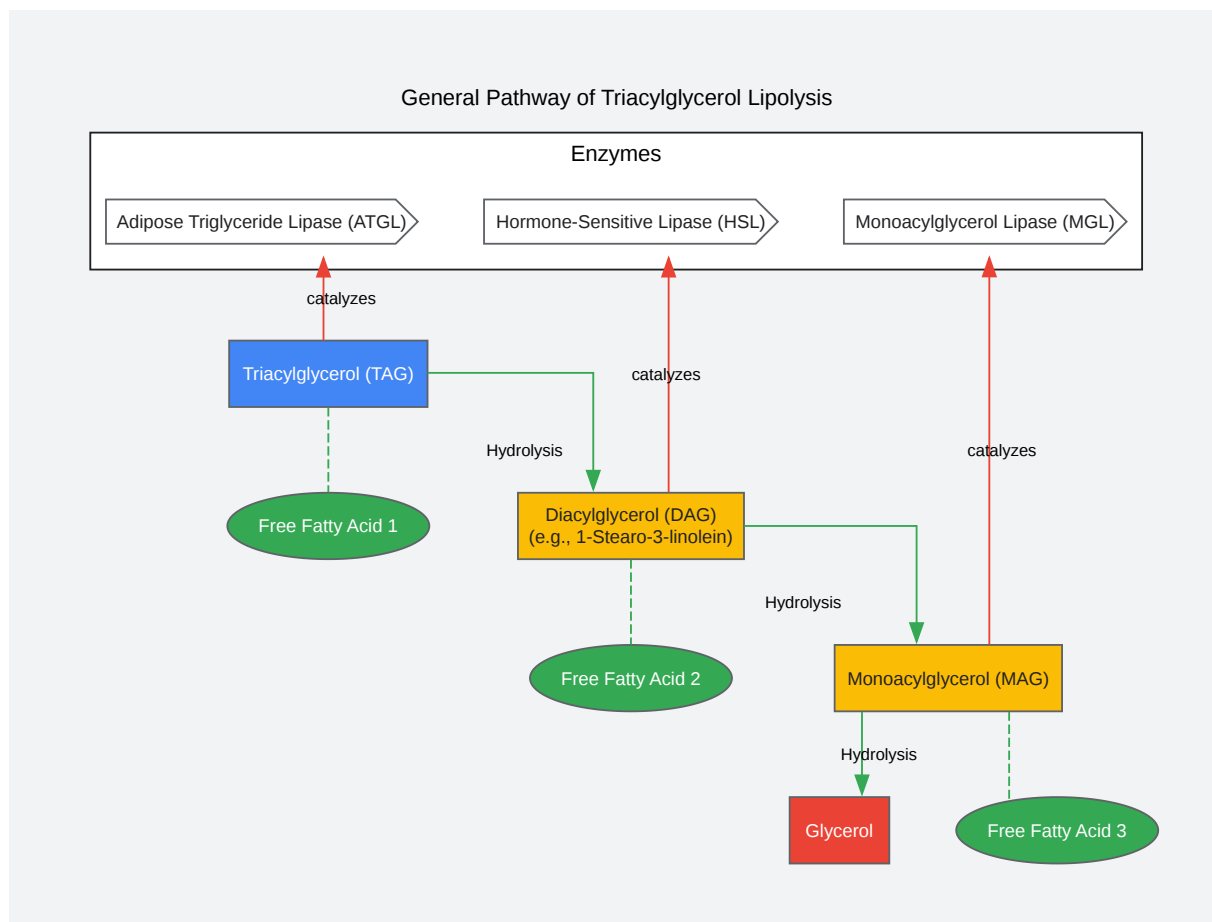 General Pathway of Triacylglycerol Lipolysis
Enzymes
Adipose Triglyceride Lipase (ATGL)
Hormone-Sensitive Lipase (HSL)
Monoacylglycerol Lipase (MGL)
catalyzes
Triacylglycerol (TAG)
catalyzes
Hydrolysis
catalyzes
Free Fatty Acid 1
Diacylglycerol (DAG)
(e.g., 1-Stearo-3-linolein)
Hydrolysis
Free Fatty Acid 2
Monoacylglycerol (MAG)
Hydrolysis
Glycerol
Free Fatty Acid 3